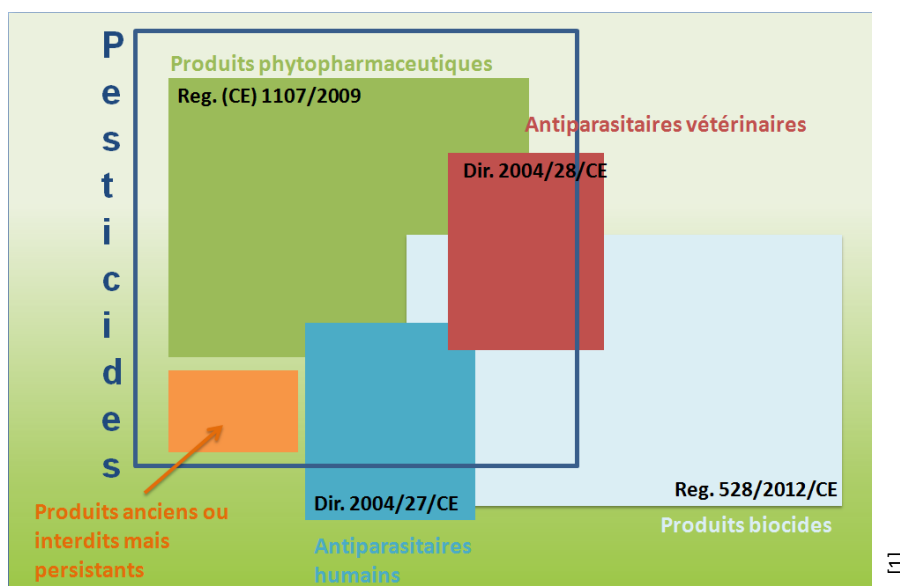 Pesticides
Produits phytopharmaceutiques
Reg. (CE) 1107/2009
Antiparasitaires vétérinaires
Dir. 2004/28/CE
Dir. 2004/27/CE
Reg. 528/2012/CE
Produits anciens ou
interdits mais
persistants
Antiparasitaires
humains
Produits biocides
[1]